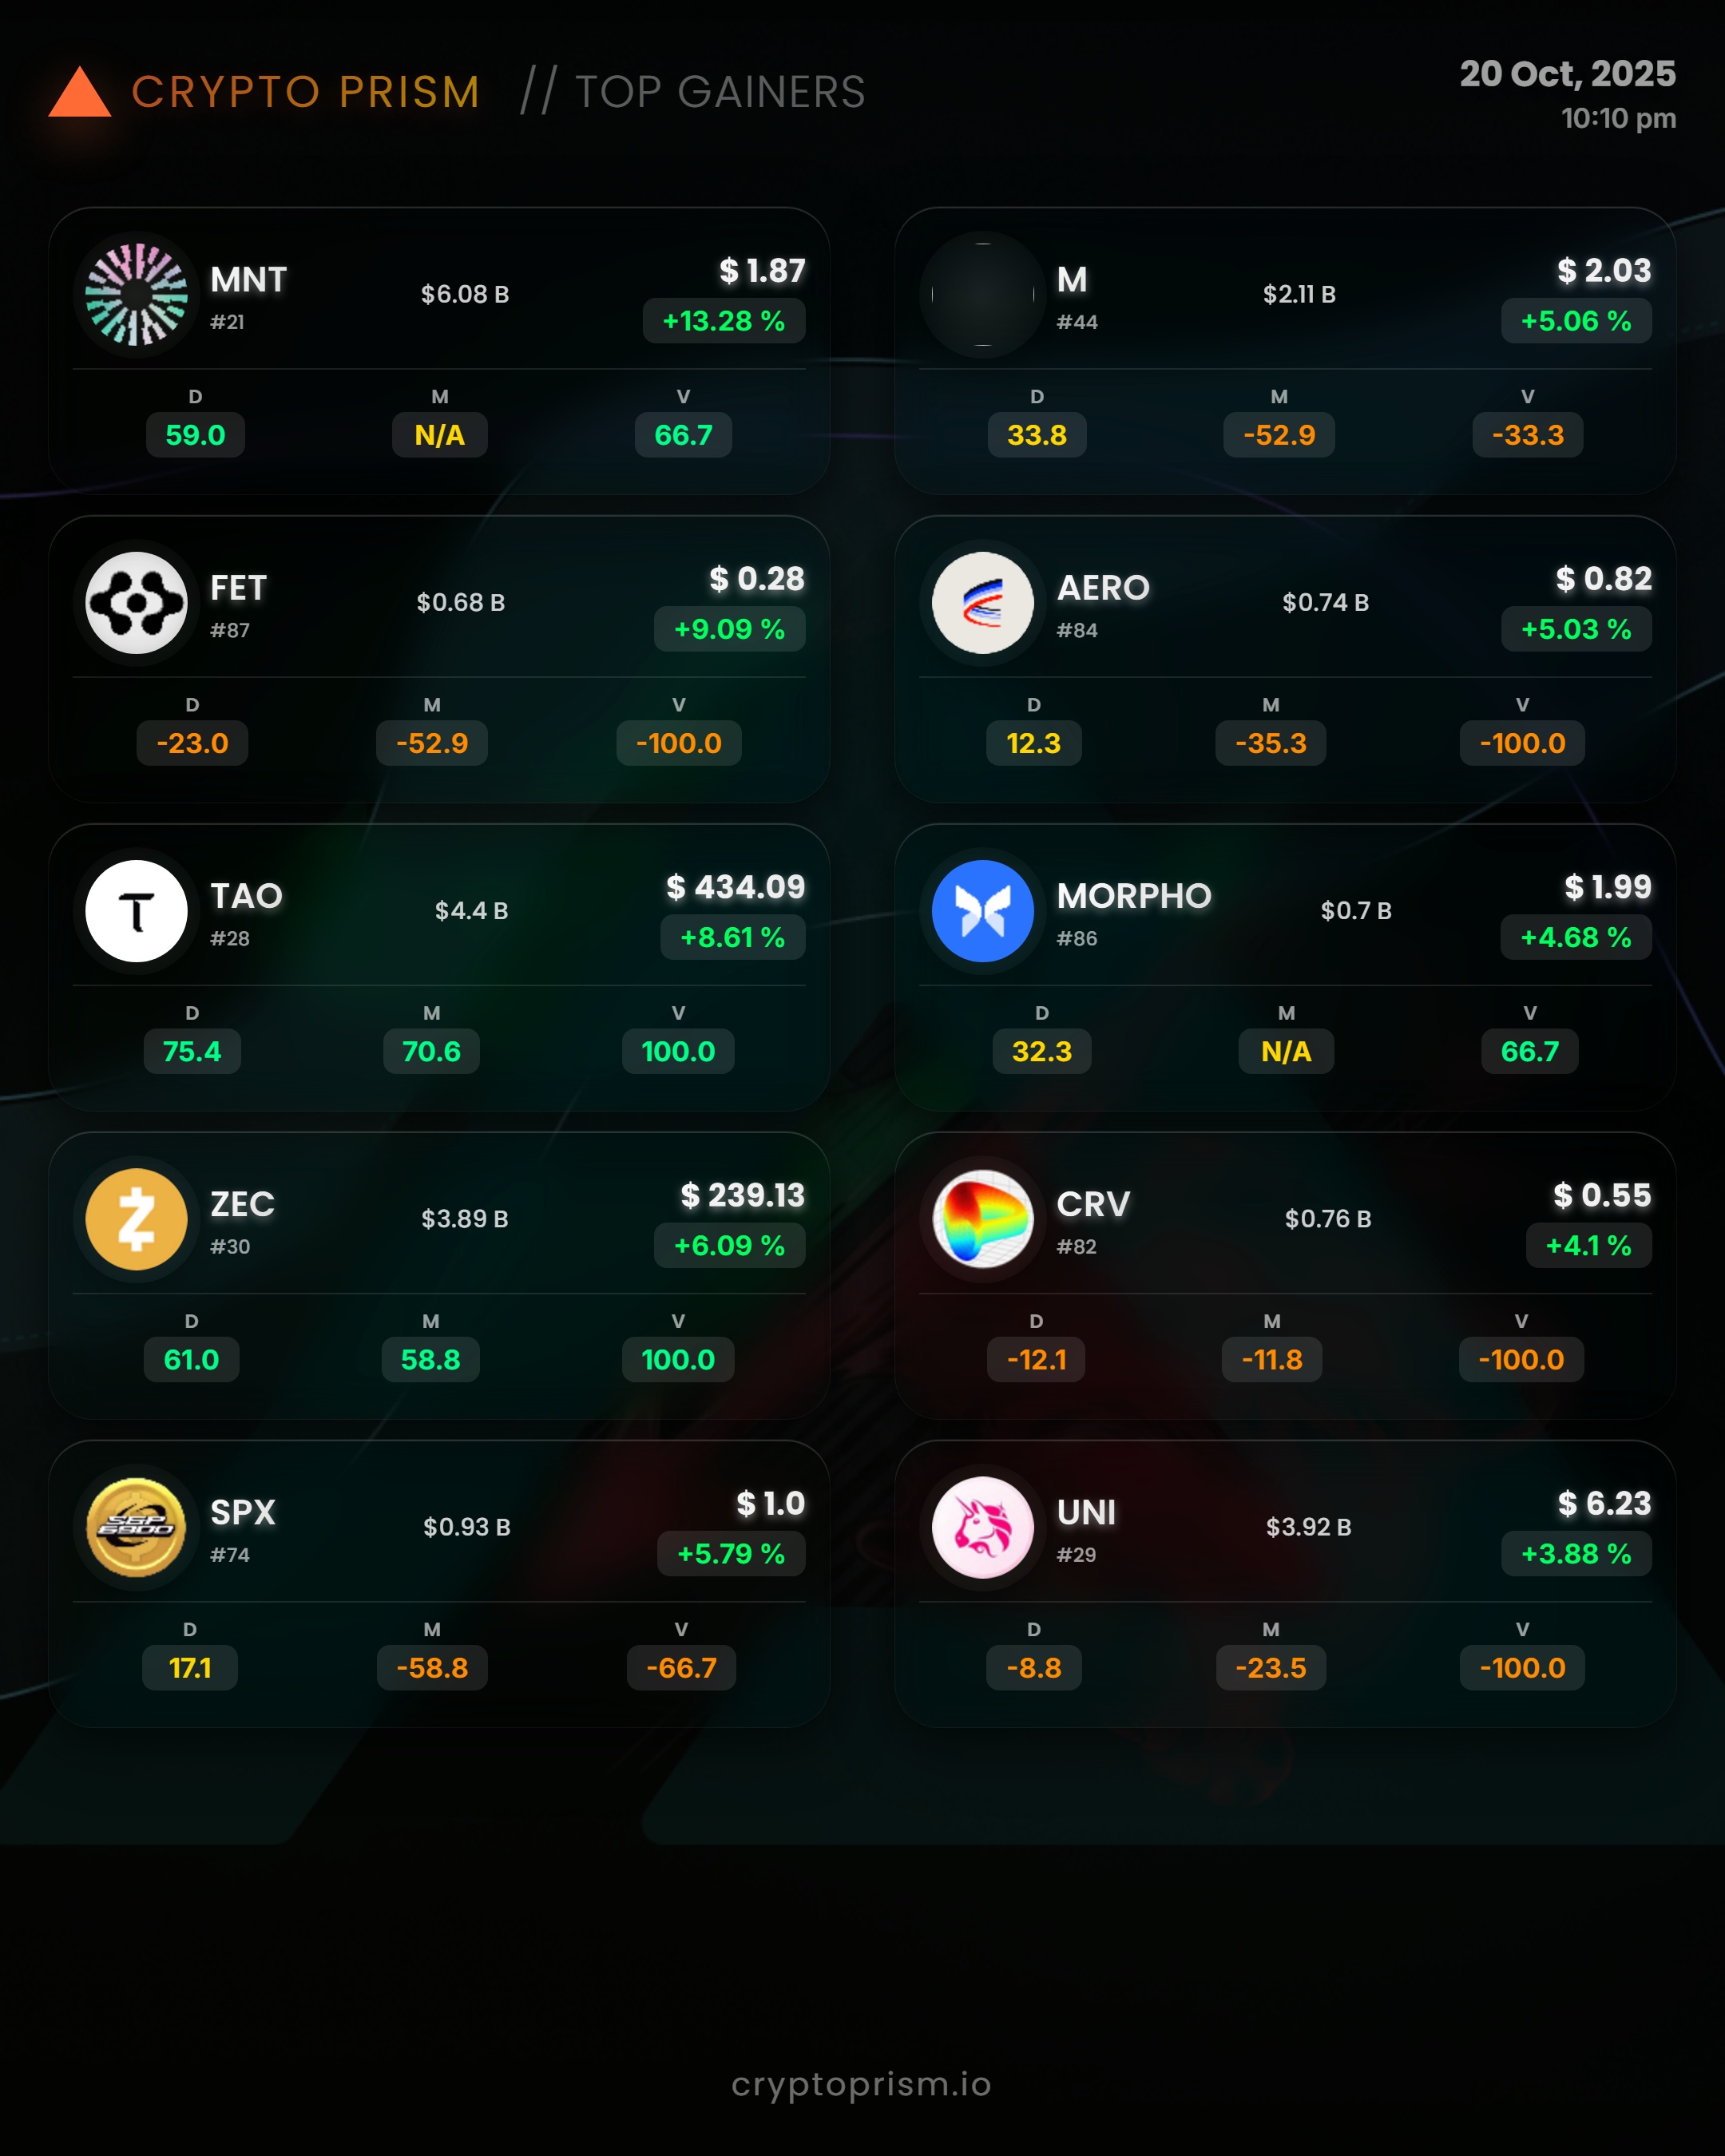 CRYPTO PRISM // TOP GAINERS
20 Oct, 2025
10:10 pm
MNT
#21
$6.08 B
$ 1.87
+13.28 %
D M V
59.0 N/A 66.7
M
#44
$2.11 B
$ 2.03
+5.06 %
D M V
33.8 -52.9 -33.3
FET
#87
$0.68 B
$ 0.28
+9.09 %
D M V
-23.0 -52.9 -100.0
AERO
#84
$0.74 B
$ 0.82
+5.03 %
D M V
12.3 -35.3 -100.0
TAO
#28
$4.4 B
$ 434.09
+8.61 %
D M V
75.4 70.6 100.0
MORPHO
#86
$0.7 B
$ 1.99
+4.68 %
D M V
32.3 N/A 66.7
ZEC
#30
$3.89 B
$ 239.13
+6.09 %
D M V
61.0 58.8 100.0
CRV
#82
$0.76 B
$ 0.55
+4.1 %
D M V
-12.1 -11.8 -100.0
SPX
#74
$0.93 B
$ 1.0
+5.79 %
D M V
17.1 -58.8 -66.7
UNI
#29
$3.92 B
$ 6.23
+3.88 %
D M V
-8.8 -23.5 -100.0
cryptoprism.io